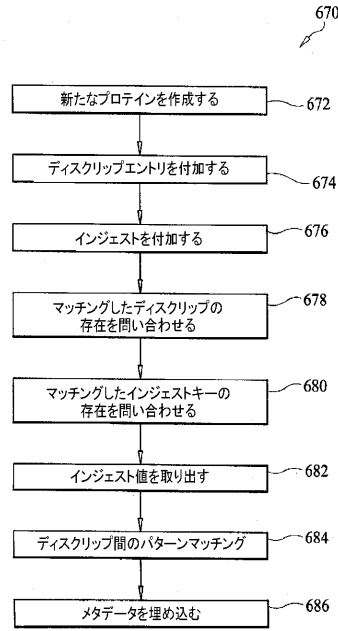 670
新たなプロテインを作成する
672
ディスクリップエントリを付加する
674
インジェストを付加する
676
マッチングしたディスクリップの
存在を問い合わせる
678
マッチングしたインジェストキーの
存在を問い合わせる
680
インジェスト値を取り出す
682
ディスクリップ間のパターンマッチング
684
メタデータを埋め込む
686